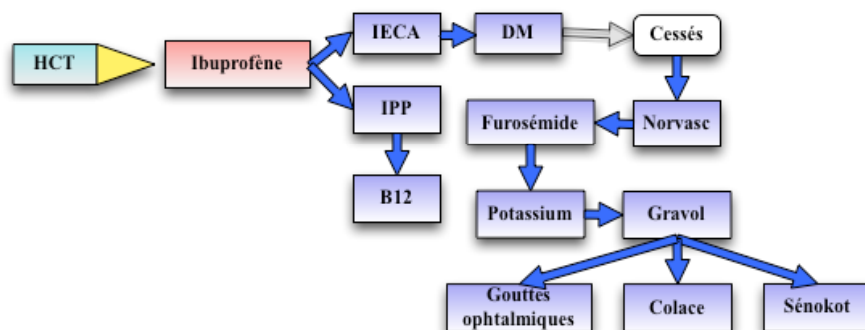 IECA
DM
Cessés
HCT
Ibuprofène
IPP
Furosémide
Norvasc
B12
Potassium
Gravol
Gouttes
ophtalmiques
Colace
Sénokot